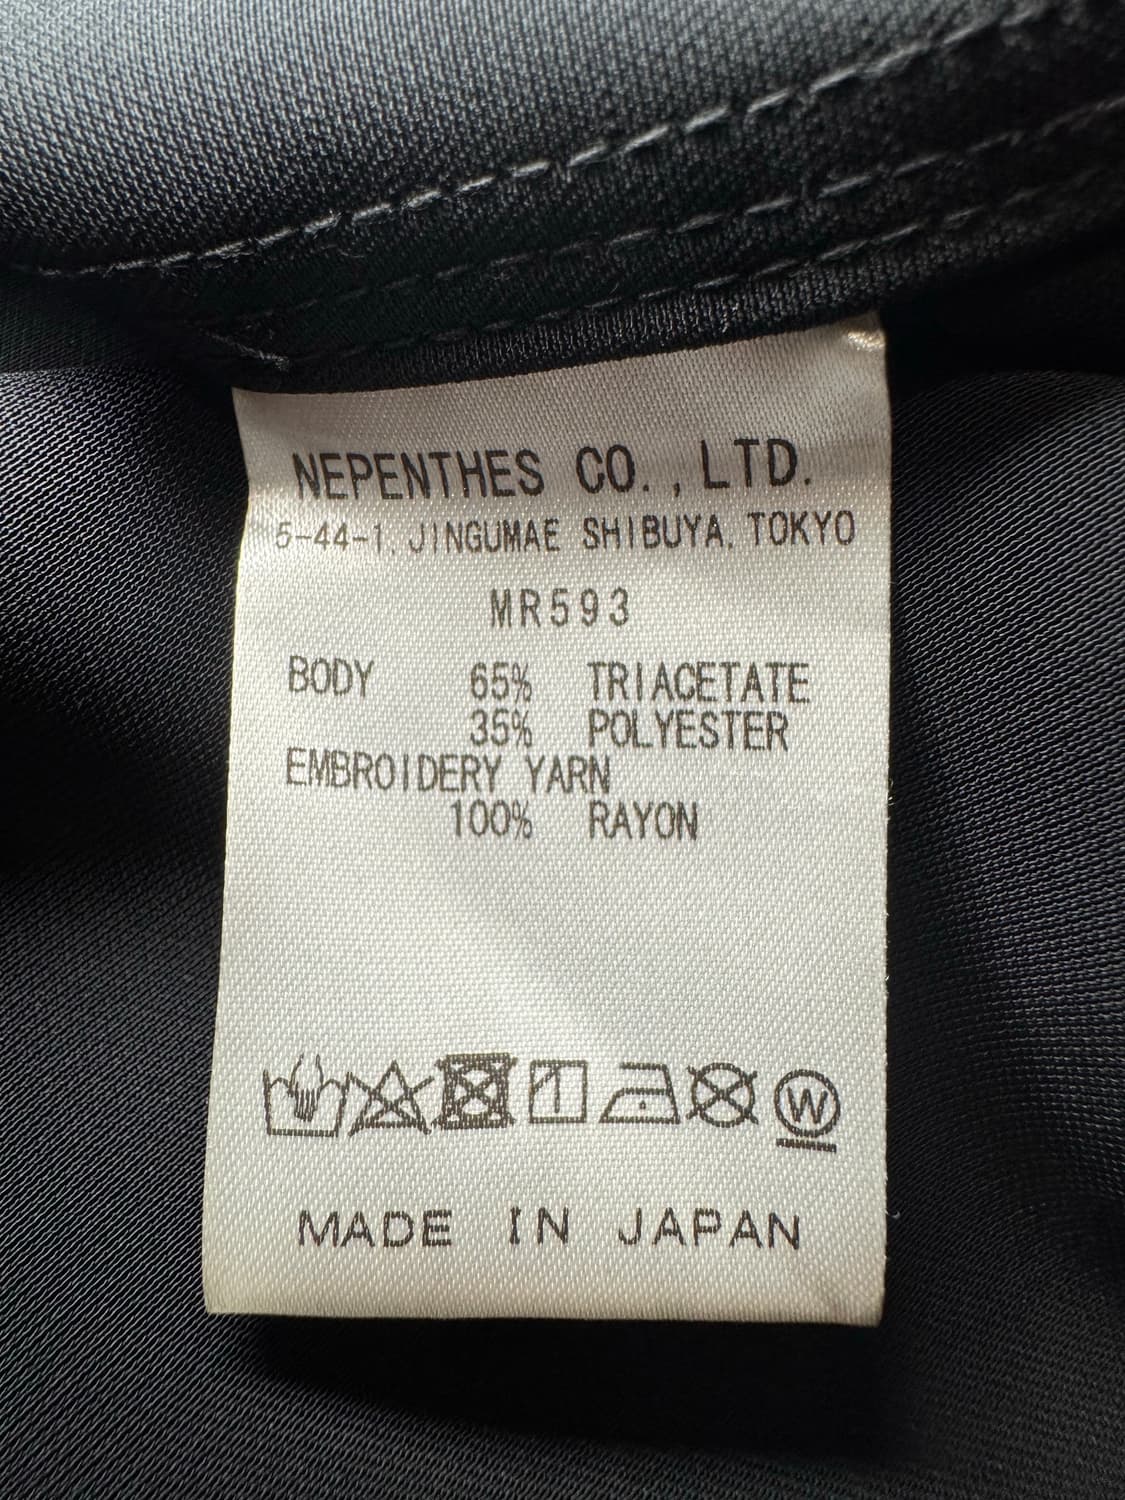 NEPENTHES CO., LTD.
5-44-1, JINGUMAE SHIBUYA, TOKYO
MR593
BODY 65% TRIACETATE
35% POLYESTER
EMBROIDERY YARN
100% RAYON
W
MADE IN JAPAN